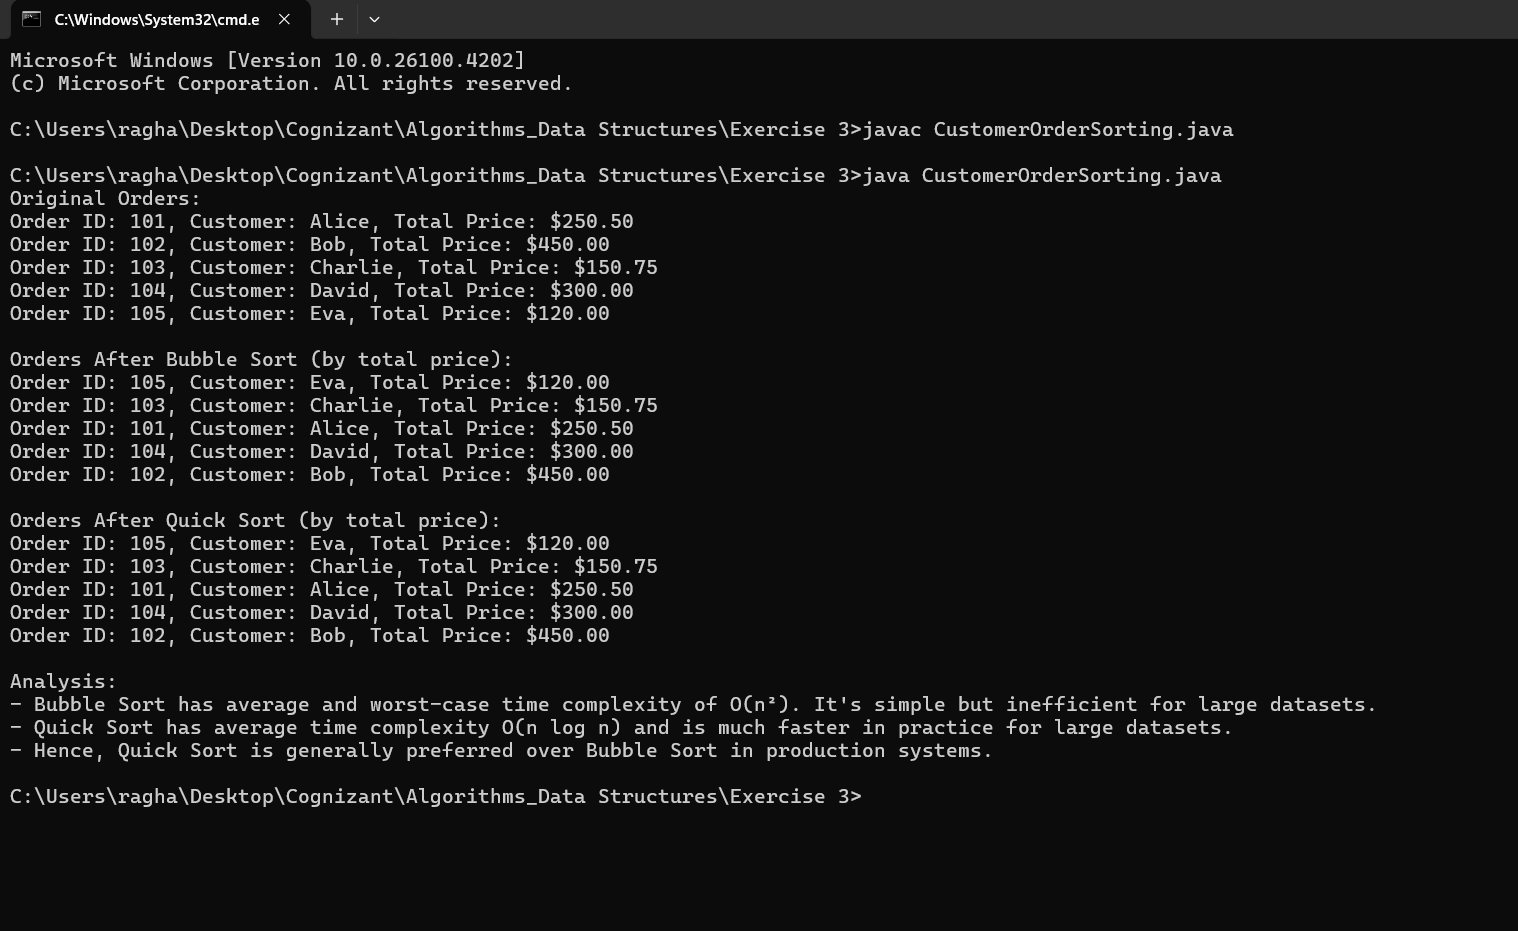 C:\Windows\System32\cmd.e
Microsoft Windows [Version 10.0.26100.4202]
(c) Microsoft Corporation. All rights reserved.
C:\Users\ragha\Desktop\Cognizant\Algorithms_Data Structures\Exercise 3>javac CustomerOrderSorting.java
C:\Users\ragha\Desktop\Cognizant\Algorithms_Data Structures\Exercise 3>java CustomerOrderSorting.java
Original Orders:
Order ID: 101, Customer: Alice, Total Price: $250.50
Order ID: 102, Customer: Bob, Total Price: $450.00
Order ID: 103, Customer: Charlie, Total Price: $150.75
Order ID: 104, Customer: David, Total Price: $300.00
Order ID: 105, Customer: Eva, Total Price: $120.00
Orders After Bubble Sort (by total price):
Order ID: 105, Customer: Eva, Total Price: $120.00
Order ID: 103, Customer: Charlie, Total Price: $150.75
Order ID: 101, Customer: Alice, Total Price: $250.50
Order ID: 104, Customer: David, Total Price: $300.00
Order ID: 102, Customer: Bob, Total Price: $450.00
Orders After Quick Sort (by total price):
Order ID: 105, Customer: Eva, Total Price: $120.00
Order ID: 103, Customer: Charlie, Total Price: $150.75
Order ID: 101, Customer: Alice, Total Price: $250.50
Order ID: 104, Customer: David, Total Price: $300.00
Order ID: 102, Customer: Bob, Total Price: $450.00
Analysis:
- Bubble Sort has average and worst-case time complexity of O(n²). It's simple but inefficient for large datasets.
- Quick Sort has average time complexity O(n log n) and is much faster in practice for large datasets.
- Hence, Quick Sort is generally preferred over Bubble Sort in production systems.
C:\Users\ragha\Desktop\Cognizant\Algorithms_Data Structures\Exercise 3>